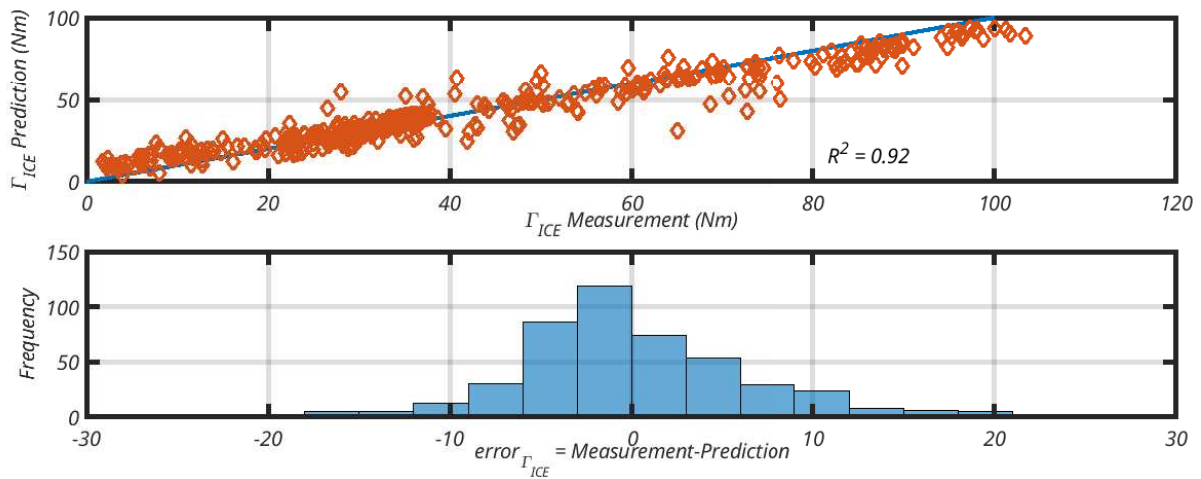 100
50
0
Γ_ICE Prediction (Nm)
R² = 0.92
0 20 40 60 80 100 120
Γ_ICE Measurement (Nm)
150
100
50
0
Frequency
-30 -20 -10 0 10 20 30
error_Γ_ICE = Measurement-Prediction